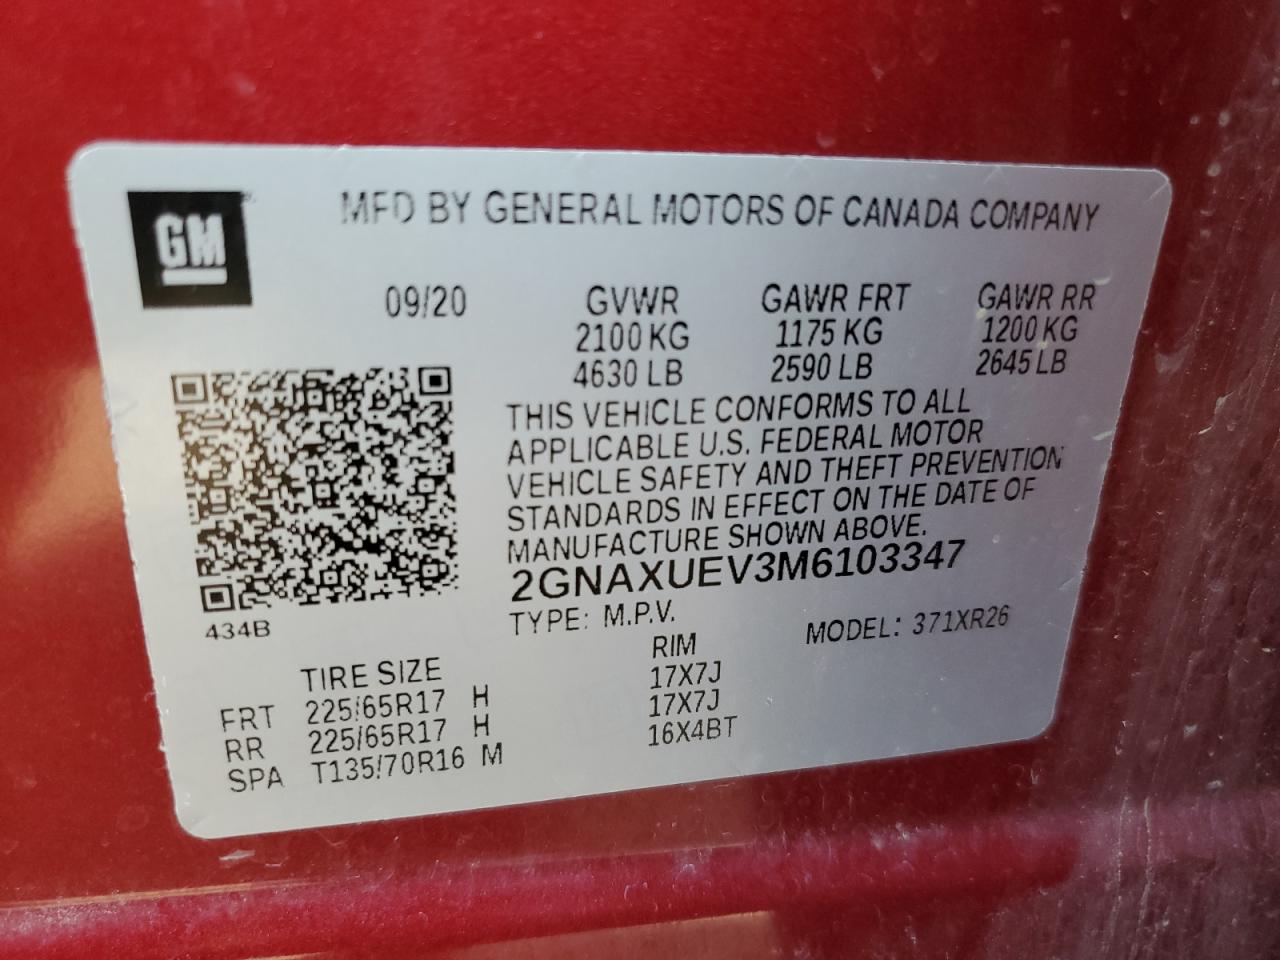 GM
MFD BY GENERAL MOTORS OF CANADA COMPANY
09/20 GVWR GAWR FRT GAWR RR
2100 KG 1175 KG 1200 KG
4630 LB 2590 LB 2645 LB
THIS VEHICLE CONFORMS TO ALL
APPLICABLE U.S. FEDERAL MOTOR
VEHICLE SAFETY AND THEFT PREVENTION
STANDARDS IN EFFECT ON THE DATE OF
MANUFACTURE SHOWN ABOVE.
2GNAXUEV3M6103347
434B
TYPE: M.P.V. MODEL: 371XR26
TIRE SIZE RIM
FRT 225/65R17 H 17X7J
RR 225/65R17 H 17X7J
SPA T135/70R16 M 16X4BT